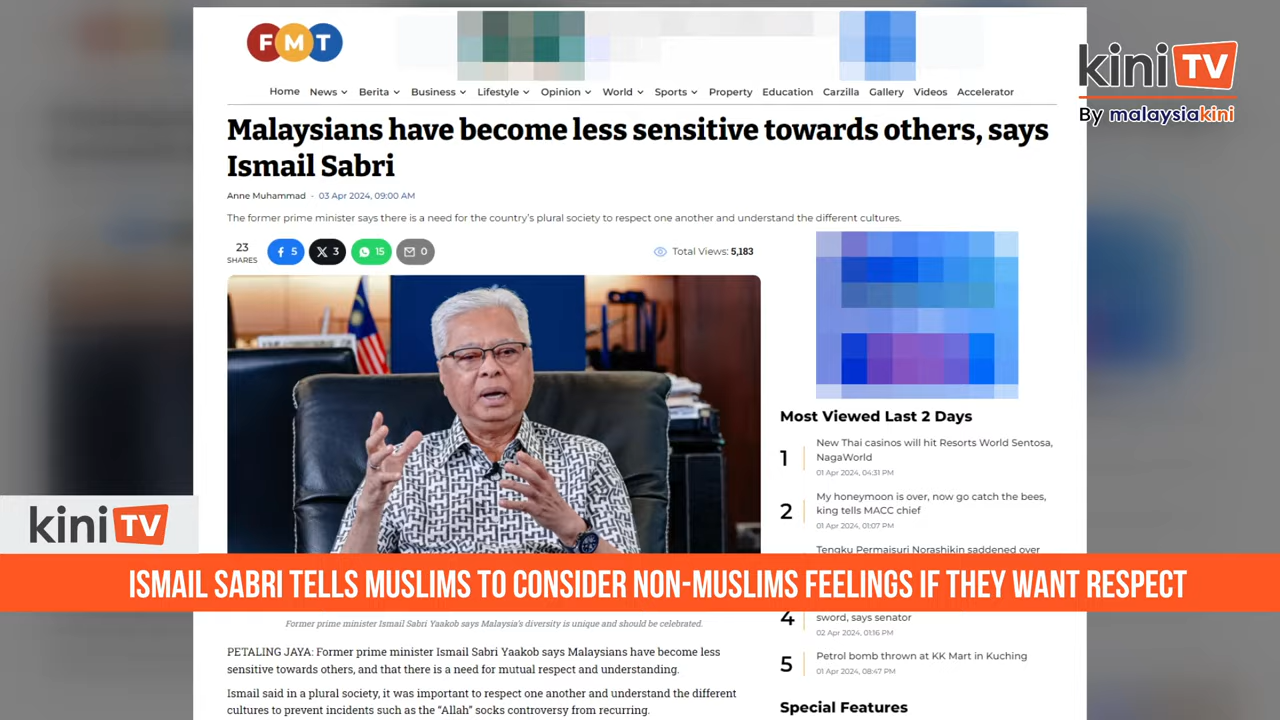 FMT
kini TV
By malaysiakini
Home News Berita Business Lifestyle Opinion World Sports Property Education Carzilla Gallery Videos Accelerator
Malaysians have become less sensitive towards others, says
Ismail Sabri
Anne Muhammad - 03 Apr 2024, 09:00 AM
The former prime minister says there is a need for the country's plural society to respect one another and understand the different cultures.
23
SHARES
5
3
15
0
Total Views: 5,183
Most Viewed Last 2 Days
1
New Thai casinos will hit Resorts World Sentosa,
NagaWorld
01 Apr 2024, 04:31 PM
2
My honeymoon is over, now go catch the bees,
king tells MACC chief
01 Apr 2024, 01:07 PM
Tengku Permaisuri Norashikin saddened over
kini TV
ISMAIL SABRI TELLS MUSLIMS TO CONSIDER NON-MUSLIMS FEELINGS IF THEY WANT RESPECT
4
sword, says senator
02 Apr 2024, 01:16 PM
5
Petrol bomb thrown at KK Mart in Kuching
01 Apr 2024, 08:47 PM
Special Features
Former prime minister Ismail Sabri Yaakob says Malaysia's diversity is unique and should be celebrated.
PETALING JAYA: Former prime minister Ismail Sabri Yaakob says Malaysians have become less
sensitive towards others, and that there is a need for mutual respect and understanding.
Ismail said in a plural society, it was important to respect one another and understand the different
cultures to prevent incidents such as the "Allah" socks controversy from recurring.